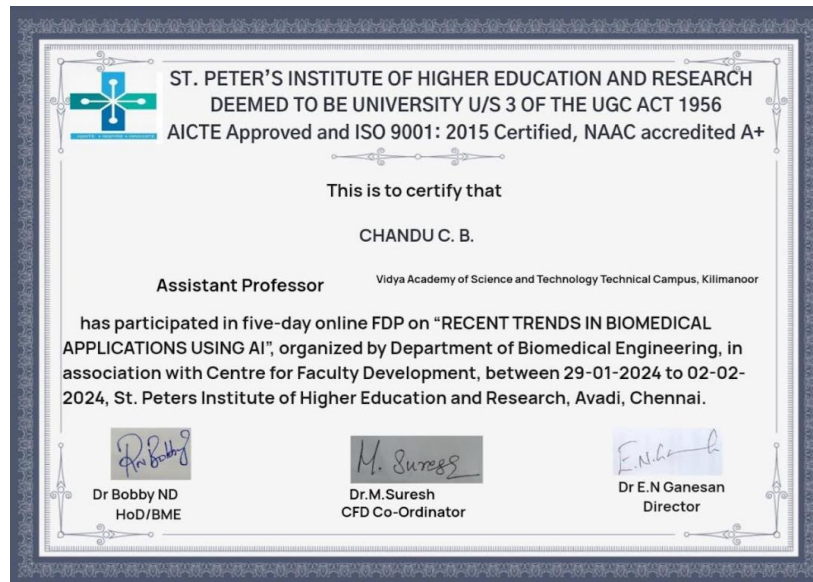 ST. PETER'S INSTITUTE OF HIGHER EDUCATION AND RESEARCH
DEEMED TO BE UNIVERSITY U/S 3 OF THE UGC ACT 1956
AICTE Approved and ISO 9001: 2015 Certified, NAAC accredited A+
This is to certify that
CHANDU C. B.
Assistant Professor
Vidya Academy of Science and Technology Technical Campus, Kilimanoor
has participated in five-day online FDP on “RECENT TRENDS IN BIOMEDICAL
APPLICATIONS USING AI”, organized by Department of Biomedical Engineering, in
association with Centre for Faculty Development, between 29-01-2024 to 02-02-
2024, St. Peters Institute of Higher Education and Research, Avadi, Chennai.
M. Suresh
Dr Bobby ND
HoD/BME
Dr.M.Suresh
CFD Co-Ordinator
Dr E.N Ganesan
Director